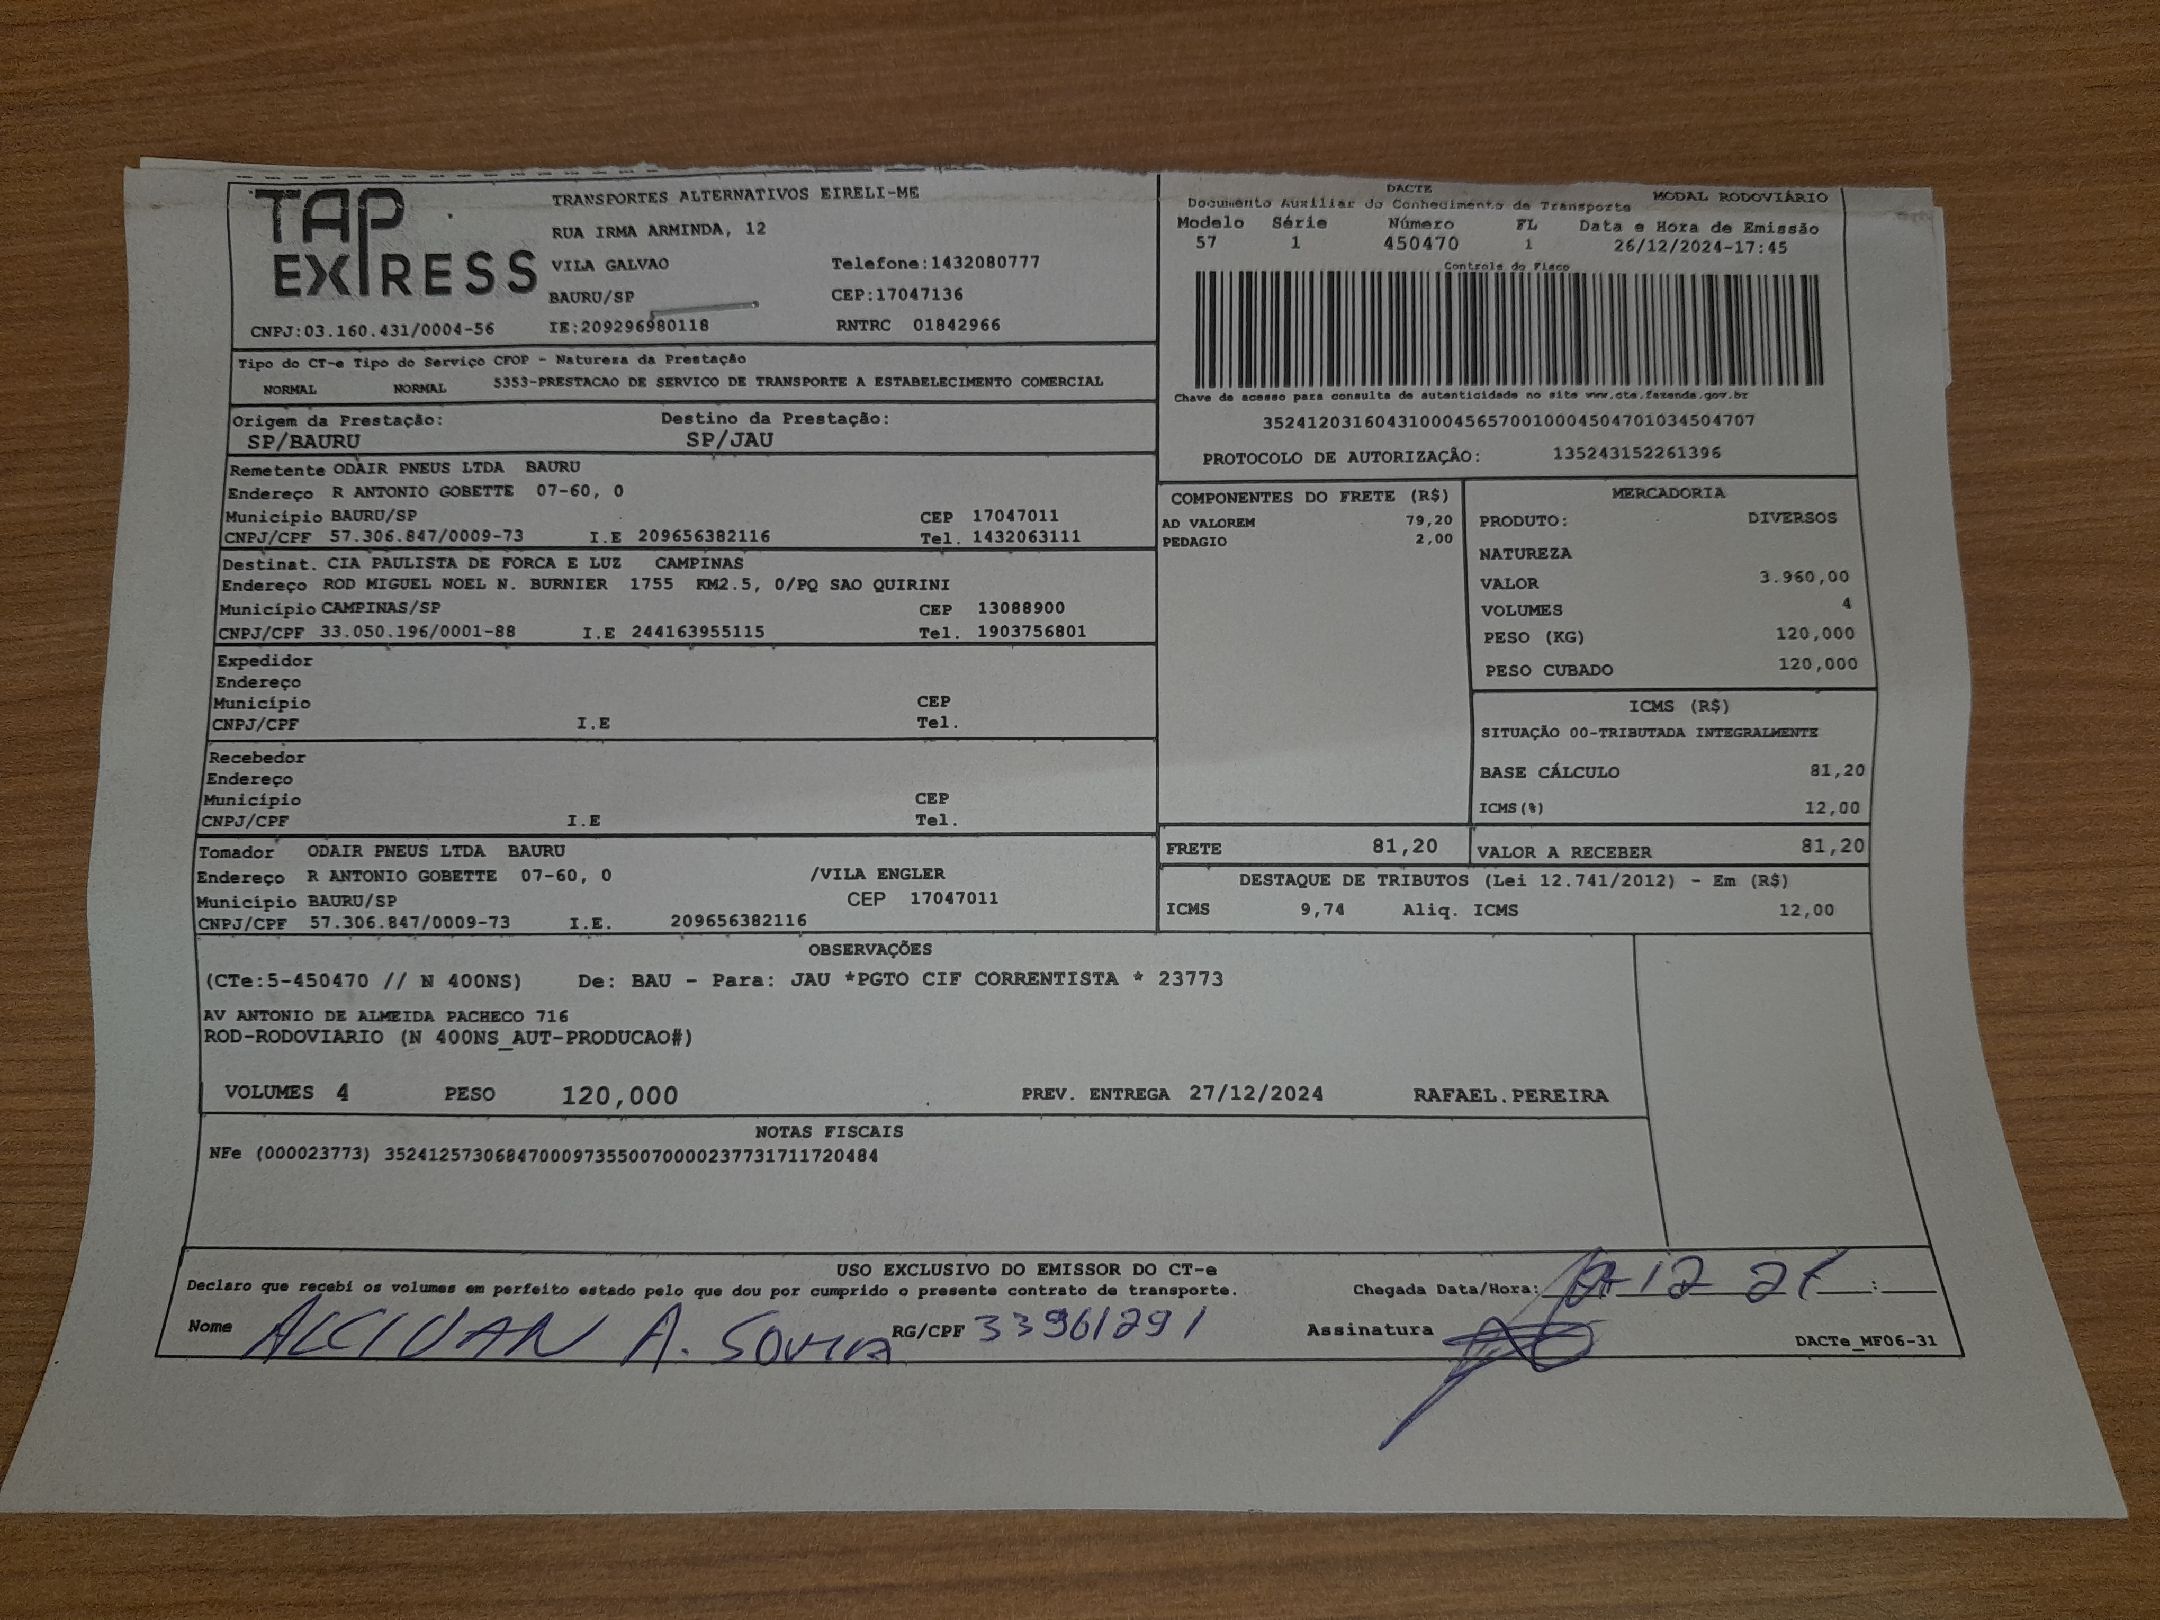 TAP EXPRESS
TRANSPORTES ALTERNATIVOS EIRELI-ME
RUA IRMA ARMINDA, 12
VILA GALVAO Telefone:1432080777
BAURU/SP CEP:17047136
CNPJ:03.160.431/0004-56 IE:209296980118 RNTRC 01842966
DACTE
Documento Auxiliar do Conhecimento de Transporte MODAL RODOVIÁRIO
Modelo Série Número FL Data e Hora de Emissão
57 1 450470 1 26/12/2024-17:45
Controle do Fisco
Chave de acesso para consulta de autenticidade no site www.cte.fazenda.gov.br
35241203160431000456570010004504701034504707
PROTOCOLO DE AUTORIZAÇÃO: 135243152261396
Tipo do CT-e Tipo do Serviço CFOP - Natureza da Prestação
NORMAL NORMAL 5353-PRESTACAO DE SERVICO DE TRANSPORTE A ESTABELECIMENTO COMERCIAL
Origem da Prestação: Destino da Prestação:
SP/BAURU SP/JAU
Remetente ODAIR PNEUS LTDA BAURU
Endereço R ANTONIO GOBETTE 07-60, 0
Município BAURU/SP CEP 17047011
CNPJ/CPF 57.306.847/0009-73 I.E 209656382116 Tel. 1432063111
Destinat. CIA PAULISTA DE FORCA E LUZ CAMPINAS
Endereço ROD MIGUEL NOEL N. BURNIER 1755 KM2.5, 0/PQ SAO QUIRINI
Município CAMPINAS/SP CEP 13088900
CNPJ/CPF 33.050.196/0001-88 I.E 244163955115 Tel. 1903756801
Expedidor
Endereço
Município CEP
CNPJ/CPF I.E Tel.
Recebedor
Endereço
Município CEP
CNPJ/CPF I.E Tel.
Tomador ODAIR PNEUS LTDA BAURU
Endereço R ANTONIO GOBETTE 07-60, 0 /VILA ENGLER
Município BAURU/SP CEP 17047011
CNPJ/CPF 57.306.847/0009-73 I.E. 209656382116
COMPONENTES DO FRETE (R$)
AD VALOREM 79,20
PEDAGIO 2,00
MERCADORIA
PRODUTO: DIVERSOS
NATUREZA
VALOR 3.960,00
VOLUMES 4
PESO (KG) 120,000
PESO CUBADO 120,000
ICMS (R$)
SITUAÇÃO 00-TRIBUTADA INTEGRALMENTE
BASE CÁLCULO 81,20
ICMS(%) 12,00
FRETE 81,20 VALOR A RECEBER 81,20
DESTAQUE DE TRIBUTOS (Lei 12.741/2012) - Em (R$)
ICMS 9,74 Aliq. ICMS 12,00
OBSERVAÇÕES
(CTe:5-450470 // N 400NS) De: BAU - Para: JAU *PGTO CIF CORRENTISTA * 23773
AV ANTONIO DE ALMEIDA PACHECO 716
ROD-RODOVIARIO (N 400NS_AUT-PRODUCAO#)
VOLUMES 4 PESO 120,000 PREV. ENTREGA 27/12/2024 RAFAEL.PEREIRA
NOTAS FISCAIS
NFe (000023773) 35241257306847000973550070000237731711720484
USO EXCLUSIVO DO EMISSOR DO CT-e
Declaro que recebi os volumes em perfeito estado pelo que dou por cumprido o presente contrato de transporte. Chegada Data/Hora: 12 :
Nome ALCIVAN A. SOUZA RG/CPF 33961291 Assinatura DACTe_MF06-31